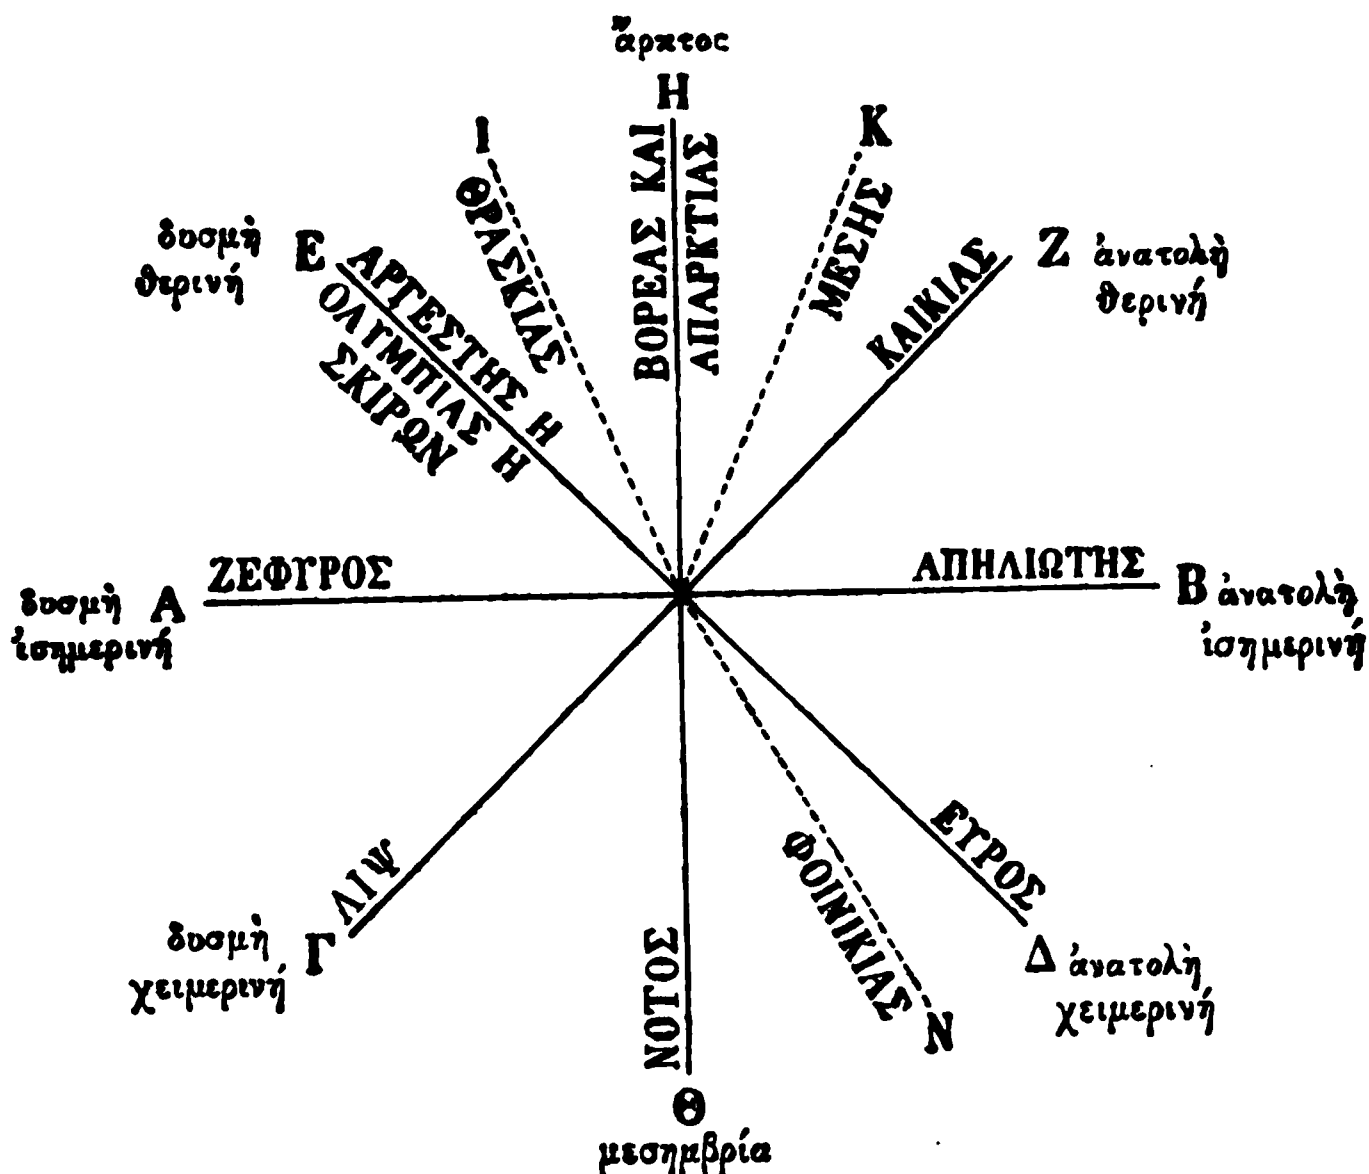 ἄρκτος
Η
Ι
Κ
ΘΡΑΣΚΙΑΣ
ΒΟΡΕΑΣ ΚΑΙ
ΑΠΑΡΚΤΙΑΣ
ΜΕΣΗΣ
δυσμὴ
θερινή
Ε
ΑΡΓΕΣΤΗΣ Η
ΟΛΥΜΠΙΑΣ Η
ΣΚΙΡΩΝ
ΚΑΙΚΙΑΣ
Ζ
ἀνατολὴ
θερινή
δυσμὴ
ἰσημερινή
Α
ΖΕΦΥΡΟΣ
ΑΠΗΛΙΩΤΗΣ
Β
ἀνατολὴ
ἰσημερινή
ΛΙΨ
δυσμὴ
χειμερινή
Γ
ΝΟΤΟΣ
ΦΟΙΝΙΚΙΑΣ
Ν
ΕΥΡΟΣ
Δ
ἀνατολὴ
χειμερινή
Θ
μεσημβρία